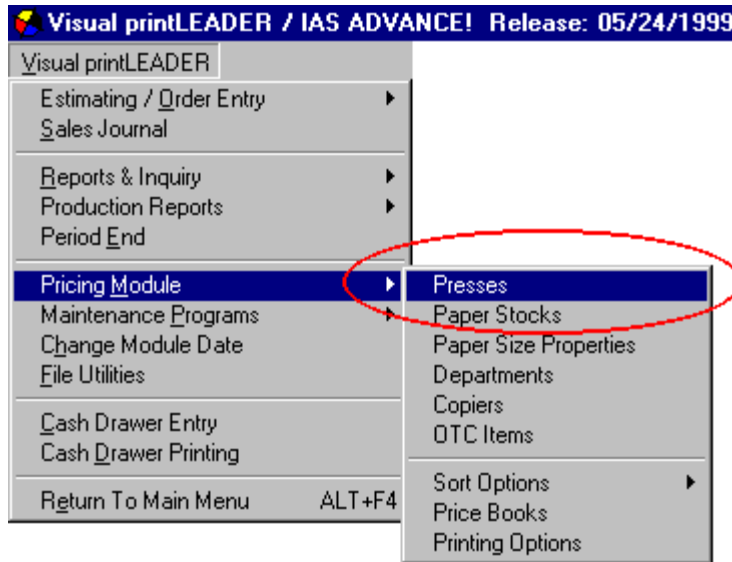 Visual printLEADER / IAS ADVANCE! Release: 05/24/1999
Visual printLEADER
Estimating / Order Entry
Sales Journal
Reports & Inquiry
Production Reports
Period End
Pricing Module
Maintenance Programs
Change Module Date
File Utilities
Cash Drawer Entry
Cash Drawer Printing
Return To Main Menu ALT+F4
Presses
Paper Stocks
Paper Size Properties
Departments
Copiers
OTC Items
Sort Options
Price Books
Printing Options